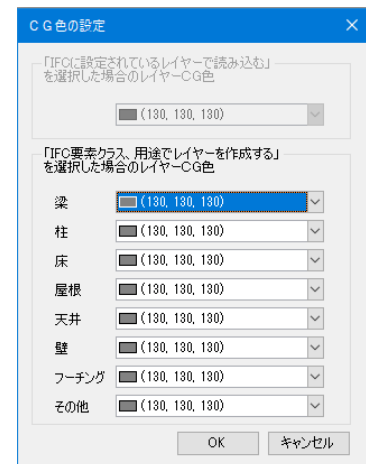 CG色の設定
「IFCに設定されているレイヤーで読み込む」
を選択した場合のレイヤーCG色
(130, 130, 130)
「IFC要素クラス、用途でレイヤーを作成する」
を選択した場合のレイヤーCG色
梁 (130, 130, 130)
柱 (130, 130, 130)
床 (130, 130, 130)
屋根 (130, 130, 130)
天井 (130, 130, 130)
壁 (130, 130, 130)
フーチング (130, 130, 130)
その他 (130, 130, 130)
OK キャンセル